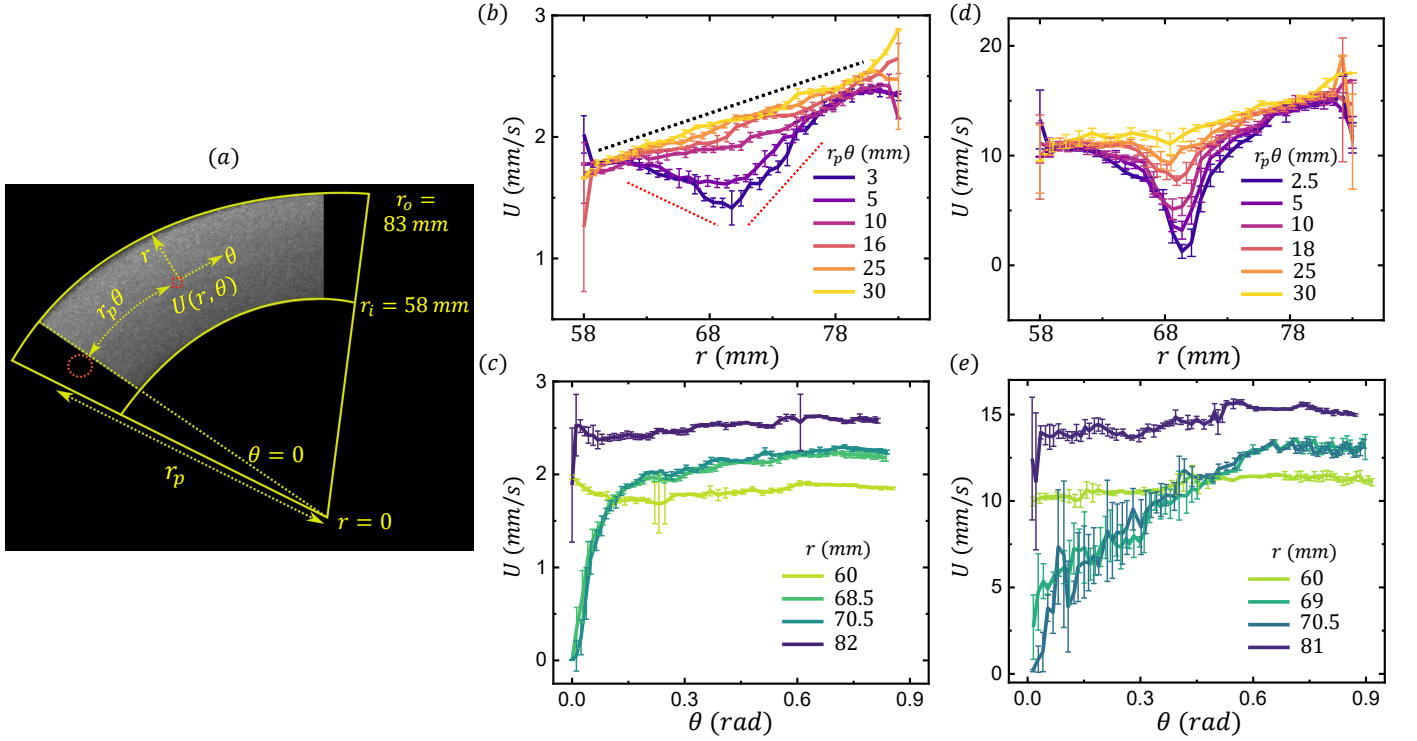 (a)
r_o =
83 mm
r
θ
r_pθ
U(r, θ)
r_i = 58 mm
θ = 0
r_p
r = 0
(b)
3
2
1
U (mm/s)
58
68
78
r (mm)
r_pθ (mm)
3
5
10
16
25
30
(c)
3
2
1
0
U (mm/s)
0.0
0.3
0.6
0.9
θ (rad)
r (mm)
60
68.5
70.5
82
(d)
20
10
0
U (mm/s)
58
68
78
r (mm)
r_pθ (mm)
2.5
5
10
18
25
30
(e)
15
10
5
0
U (mm/s)
0.0
0.3
0.6
0.9
θ (rad)
r (mm)
60
69
70.5
81